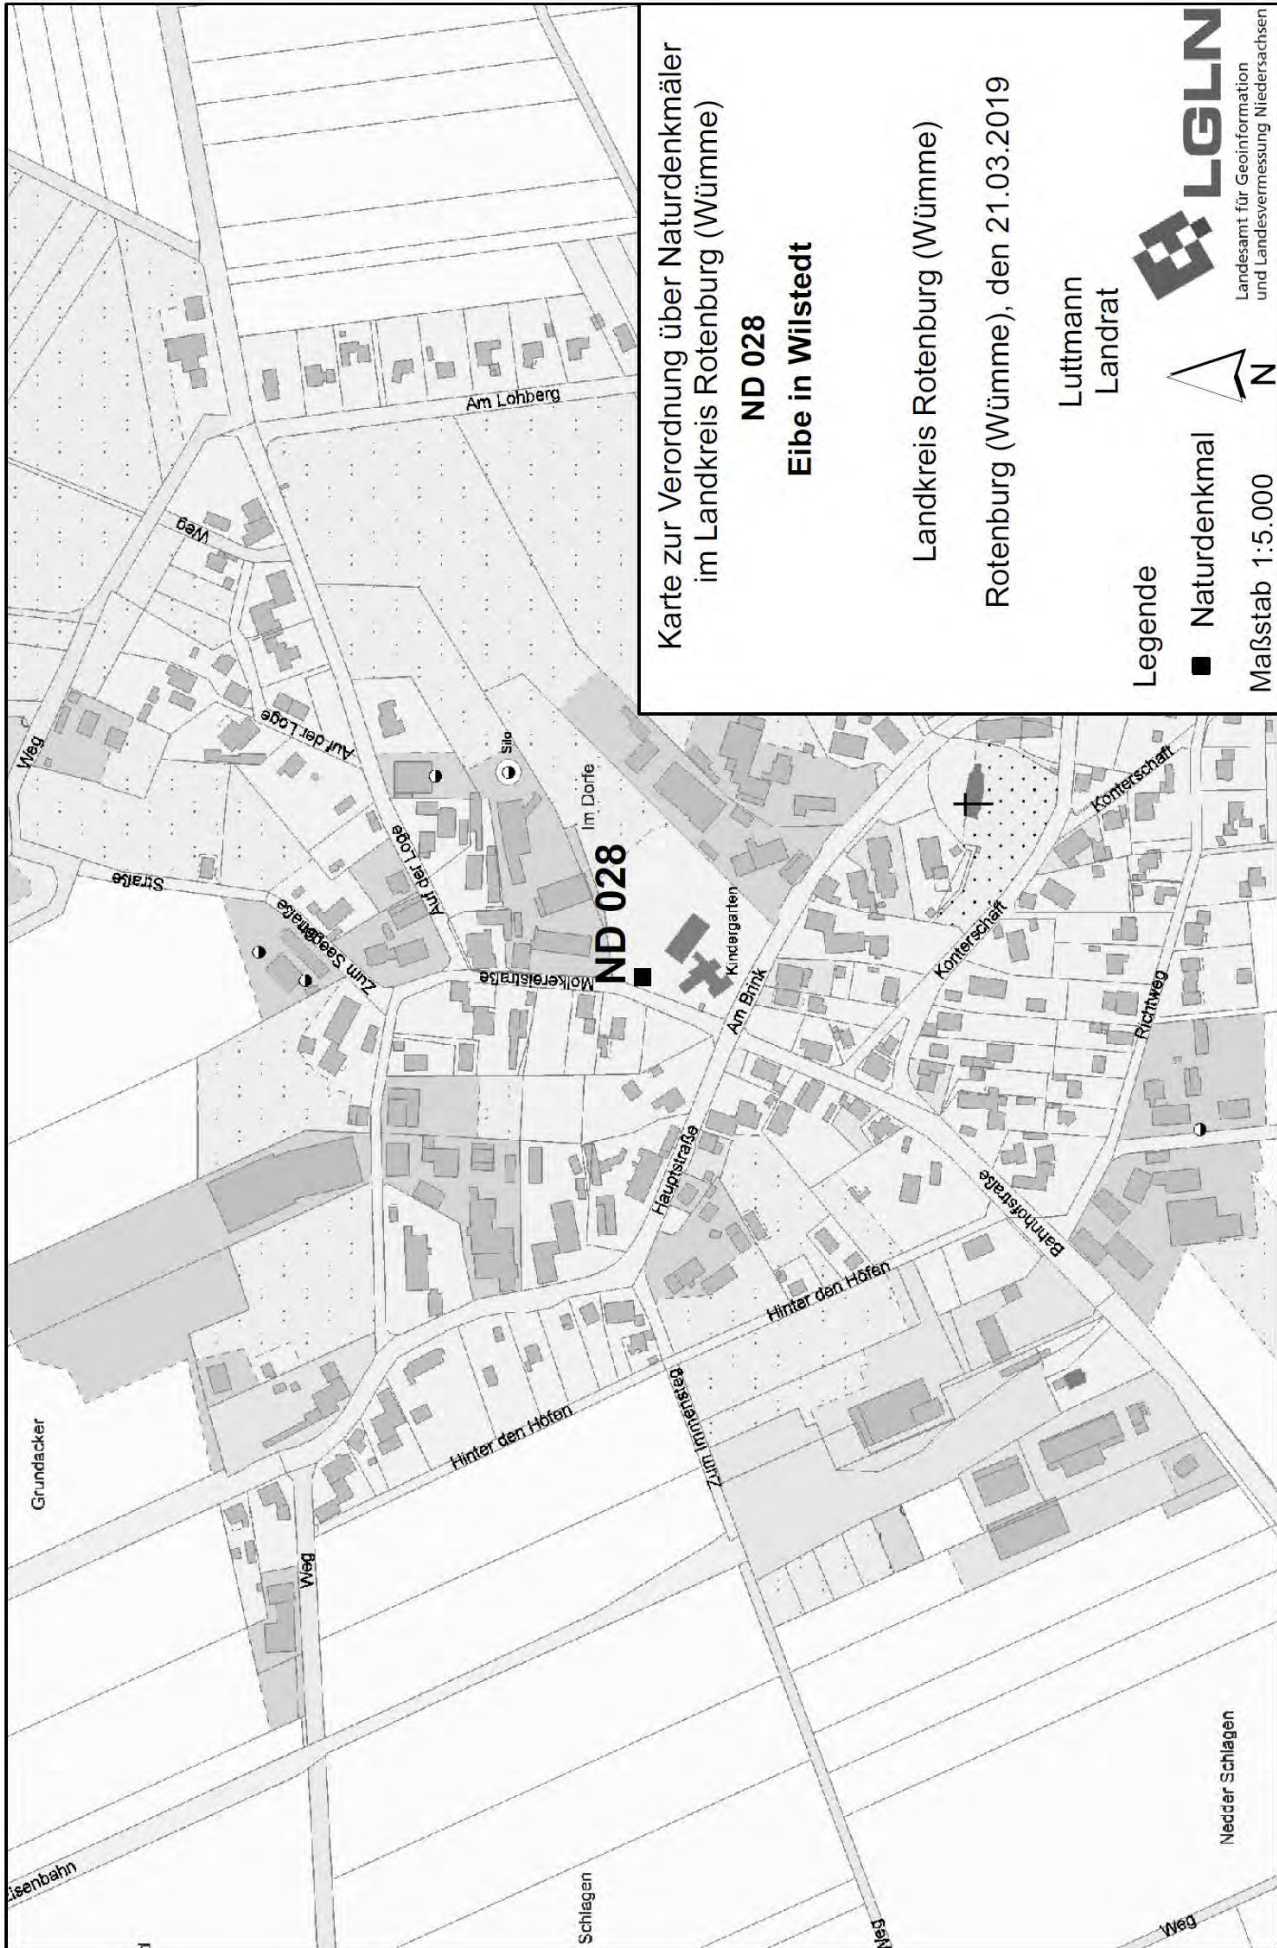 Karte zur Verordnung über Naturdenkmäler
im Landkreis Rotenburg (Wümme)
ND 028
Eibe in Wilstedt
Landkreis Rotenburg (Wümme)
Rotenburg (Wümme), den 21.03.2019
Luttmann
Landrat
Legende
Naturdenkmal
Maßstab 1:5.000
N
LGLN
Landesamt für Geoinformation
und Landesvermessung Niedersachsen
Grundacker
Eisenbahn
Weg
Schlagen
Weg
Nedder Schlagen
Weg
Hinter den Höfen
Zum Immensteg
Hinter den Höfen
Hauptstraße
Bahnhofstraße
Am Brink
Kindergarten
ND 028
Molkereistraße
Im Dorfe
Silo
Auf der Loge
Auf der Loge
Zum
Straße
Weg
Weg
Am Lohberg
Konterschaft
Konterschaft
Richtweg